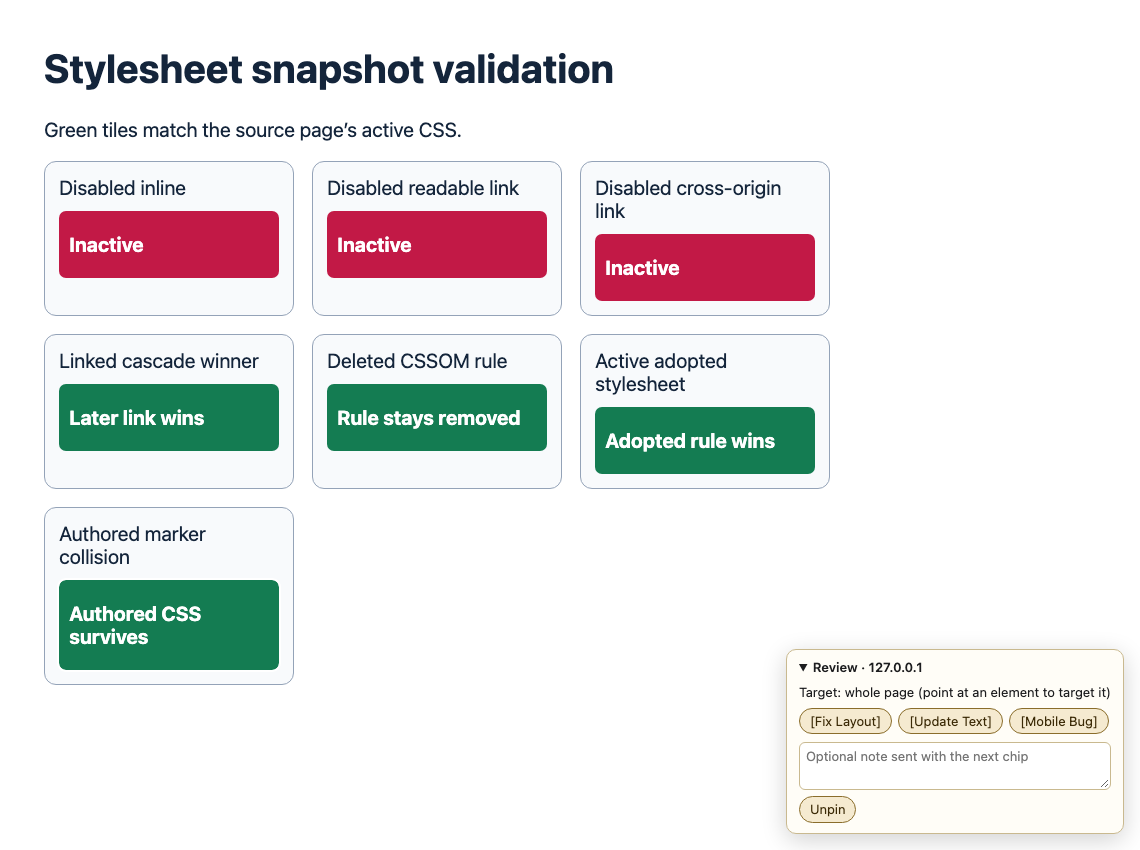 Stylesheet snapshot validation
Green tiles match the source page’s active CSS.
Disabled inline
Inactive
Disabled readable link
Inactive
Disabled cross-origin
link
Inactive
Linked cascade winner
Later link wins
Deleted CSSOM rule
Rule stays removed
Active adopted
stylesheet
Adopted rule wins
Authored marker
collision
Authored CSS
survives
▼ Review · 127.0.0.1
Target: whole page (point at an element to target it)
[Fix Layout] [Update Text] [Mobile Bug]
Optional note sent with the next chip
Unpin